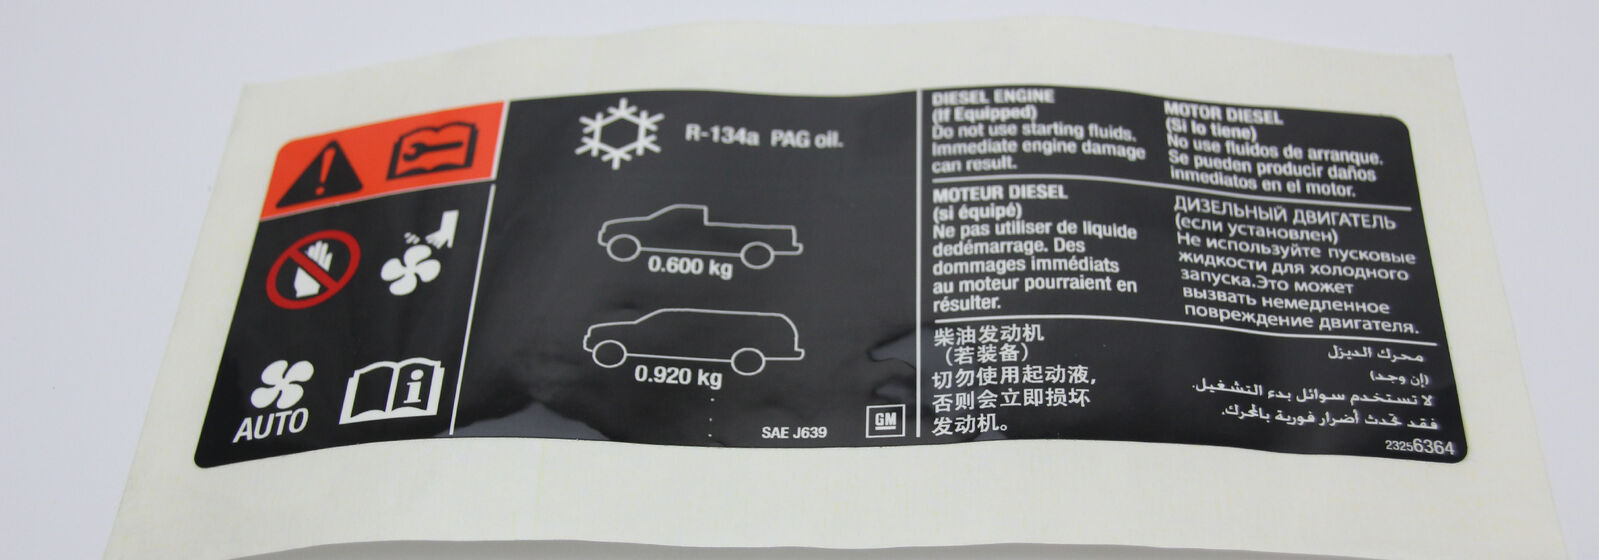 AUTO
R-134a PAG oil.
0.600 kg
0.920 kg
SAE J639
GM
DIESEL ENGINE
(If Equipped)
Do not use starting fluids.
Immediate engine damage
can result.
MOTOR DIESEL
(Si lo tiene)
No use fluidos de arranque.
Se pueden producir daños
inmediatos en el motor.
MOTEUR DIESEL
(si équipé)
Ne pas utiliser de liquide
dedémarrage. Des
dommages immédiats
au moteur pourraient en
résulter.
ДИЗЕЛЬНЫЙ ДВИГАТЕЛЬ
(если установлен)
Не используйте пусковые
жидкости для холодного
запуска.Это может
вызвать немедленное
повреждение двигателя.
柴油发动机
（若装备）
切勿使用起动液，
否则会立即损坏
发动机。
محرك الديزل
(إن وجد)
لا تستخدم سوائل بدء التشغيل.
فقد تحدث أضرار فورية بالمحرك.
23256364